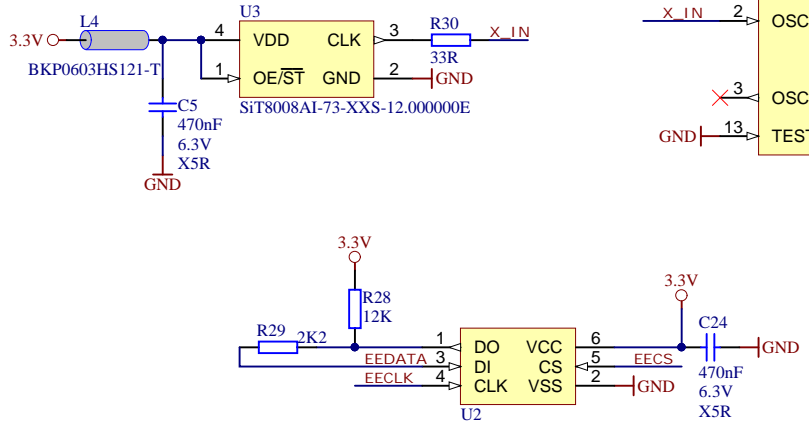 L4
3.3V
BKP0603HS121-T
C5
470nF
6.3V
X5R
GND
U3
4 VDD CLK 3
1 OE/ST GND 2
GND
SiT8008AI-73-XXS-12.000000E
R30
33R
X_IN
X_IN 2 OSC
3 OSC
GND 13 TEST
3.3V
R28
12K
R29 2K2
EEDATA
EECLK
1 DO VCC 6
3 DI CS 5
4 CLK VSS 2
U2
EECS
GND
3.3V
C24
470nF
6.3V
X5R
GND